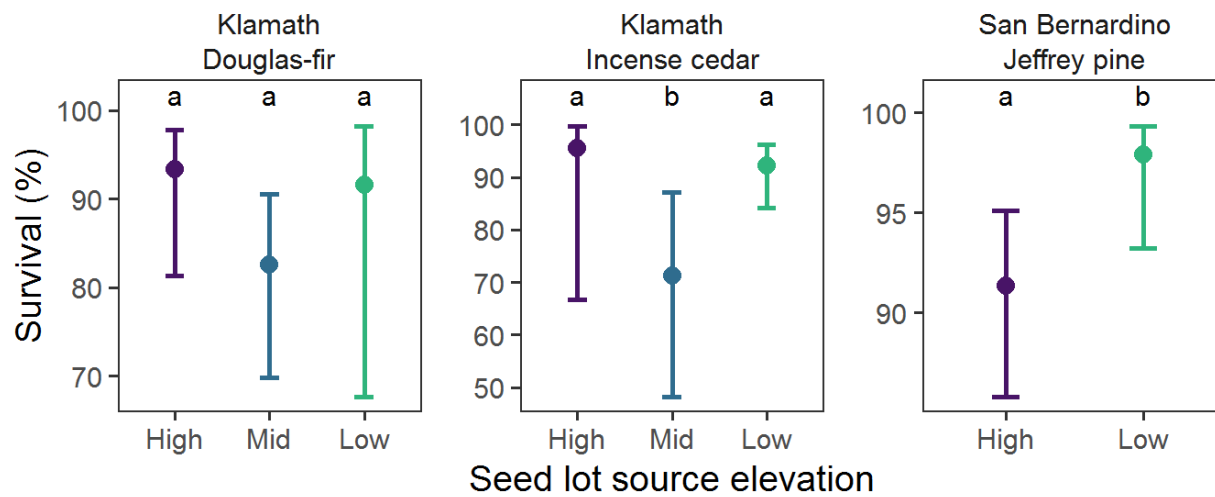 Klamath
Douglas-fir
Klamath
Incense cedar
San Bernardino
Jeffrey pine
Survival (%)
a a a
100
90
80
70
High Mid Low
a b a
100
90
80
70
60
50
High Mid Low
a b
100
95
90
High Low
Seed lot source elevation